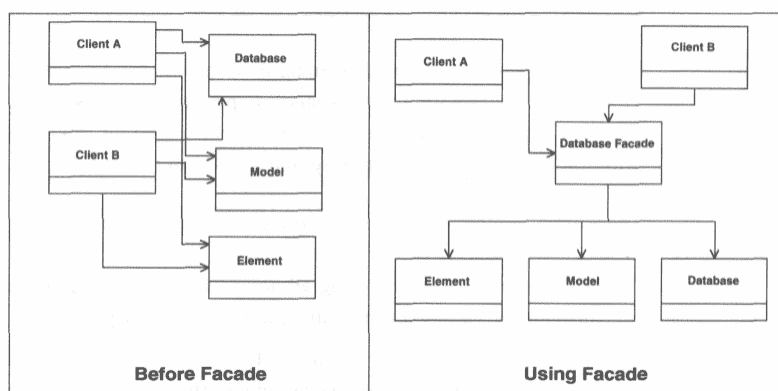 Client A
Database
Client B
Model
Element
Before Facade
Client B
Client A
Database Facade
Element
Model
Database
Using Facade